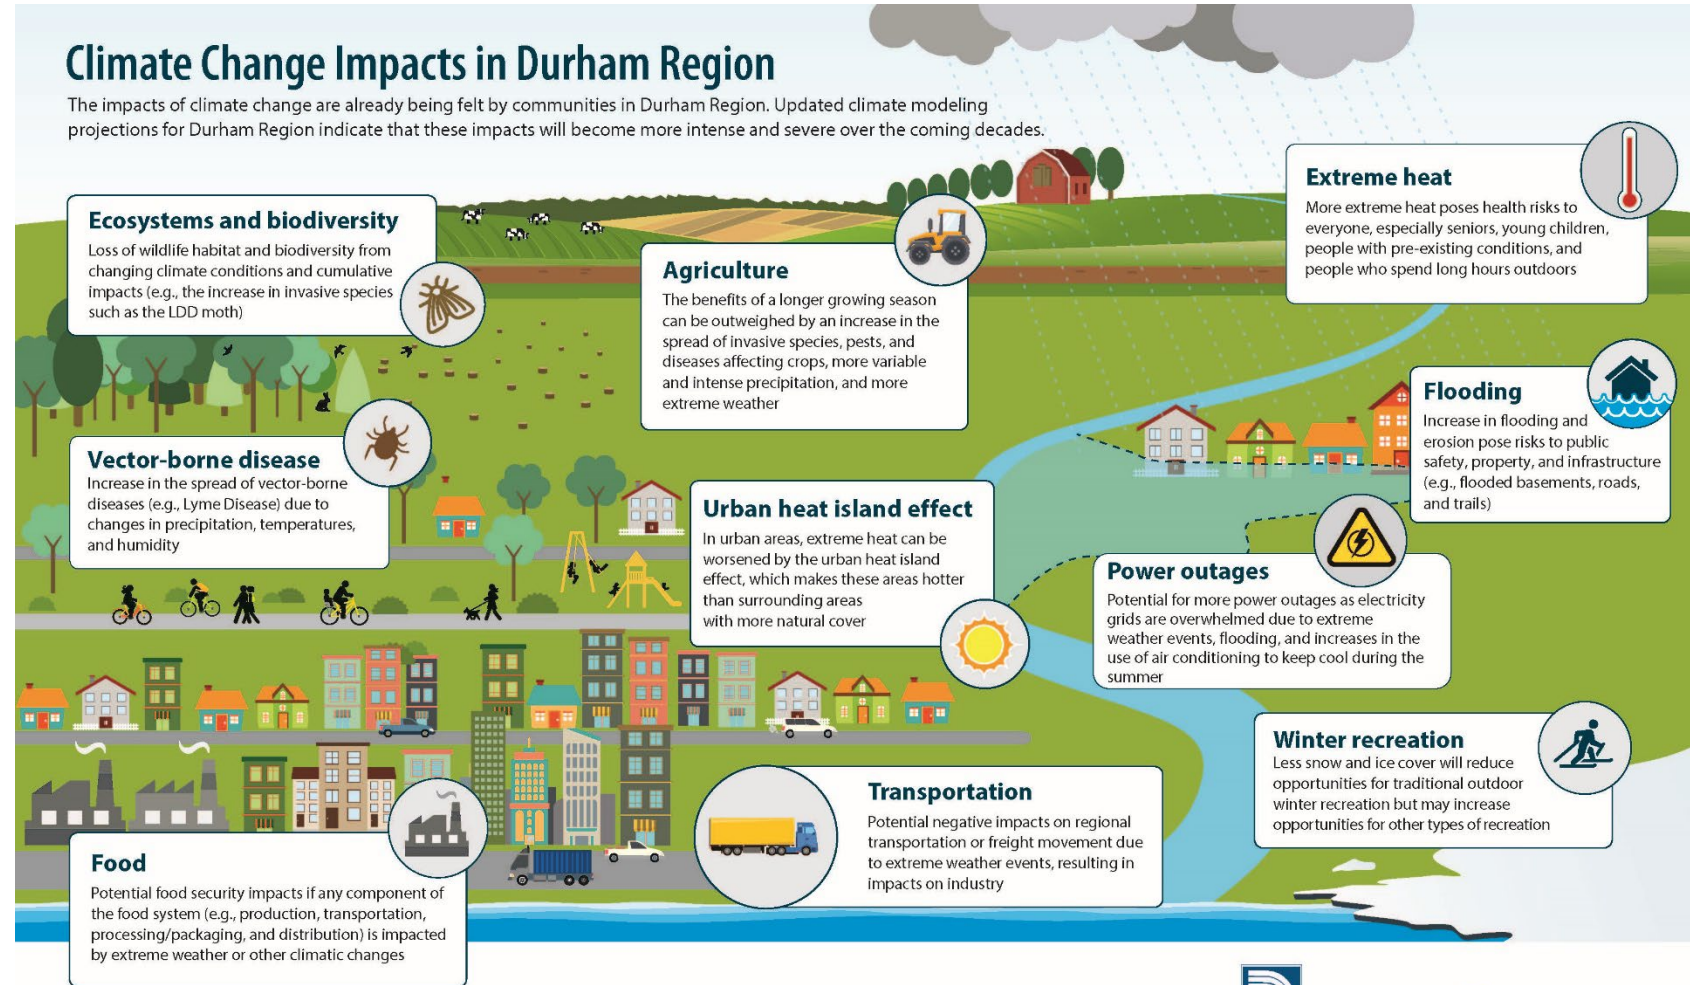 Climate Change Impacts in Durham Region
The impacts of climate change are already being felt by communities in Durham Region. Updated climate modeling
projections for Durham Region indicate that these impacts will become more intense and severe over the coming decades.
Ecosystems and biodiversity
Loss of wildlife habitat and biodiversity from
changing climate conditions and cumulative
impacts (e.g., the increase in invasive species
such as the LDD moth)
Agriculture
The benefits of a longer growing season
can be outweighed by an increase in the
spread of invasive species, pests, and
diseases affecting crops, more variable
and intense precipitation, and more
extreme weather
Extreme heat
More extreme heat poses health risks to
everyone, especially seniors, young children,
people with pre-existing conditions, and
people who spend long hours outdoors
Flooding
Increase in flooding and
erosion pose risks to public
safety, property, and infrastructure
(e.g., flooded basements, roads,
and trails)
Vector-borne disease
Increase in the spread of vector-borne
diseases (e.g., Lyme Disease) due to
changes in precipitation, temperatures,
and humidity
Urban heat island effect
In urban areas, extreme heat can be
worsened by the urban heat island
effect, which makes these areas hotter
than surrounding areas
with more natural cover
Power outages
Potential for more power outages as electricity
grids are overwhelmed due to extreme
weather events, flooding, and increases in the
use of air conditioning to keep cool during the
summer
Winter recreation
Less snow and ice cover will reduce
opportunities for traditional outdoor
winter recreation but may increase
opportunities for other types of recreation
Transportation
Potential negative impacts on regional
transportation or freight movement due
to extreme weather events, resulting in
impacts on industry
Food
Potential food security impacts if any component of
the food system (e.g., production, transportation,
processing/packaging, and distribution) is impacted
by extreme weather or other climatic changes